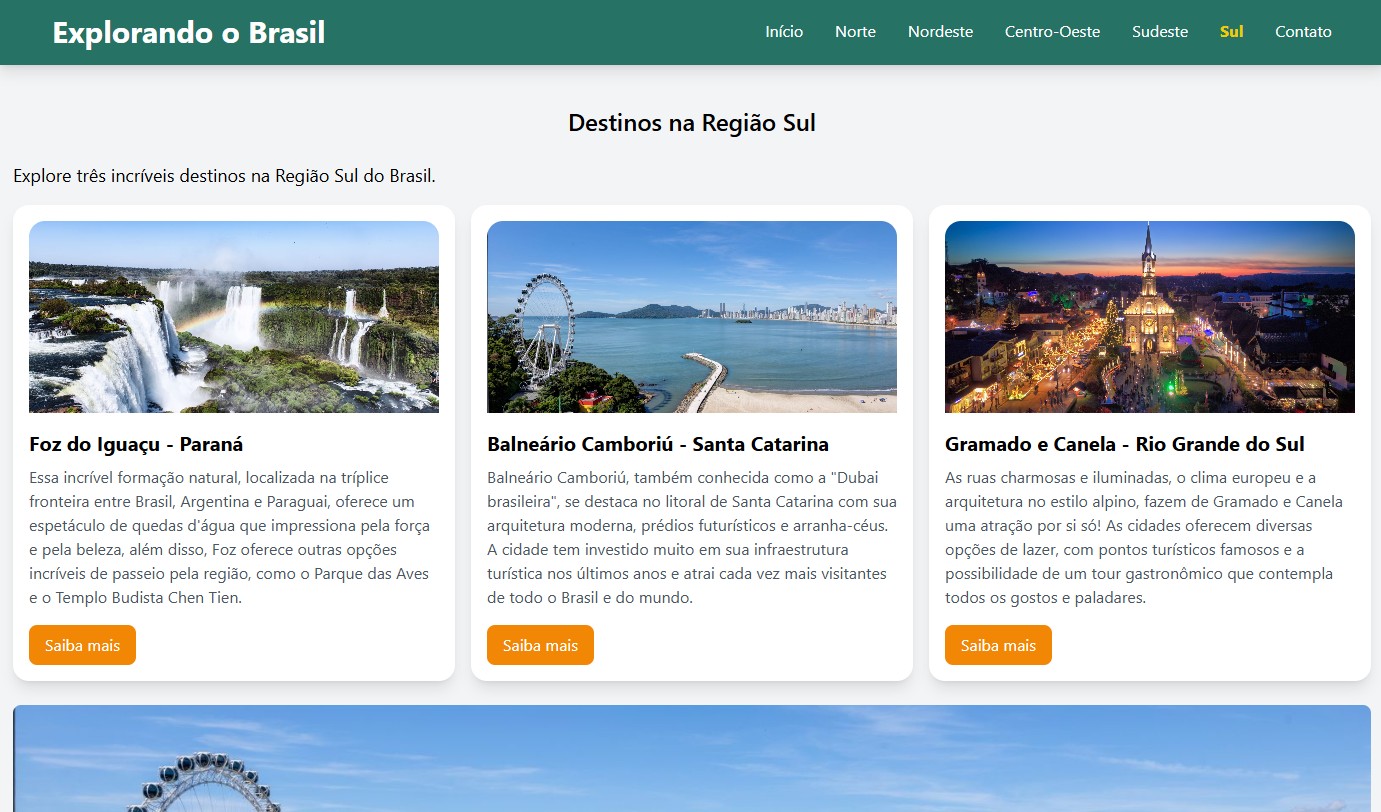 Explorando o Brasil
Início Norte Nordeste Centro-Oeste Sudeste Sul Contato
Destinos na Região Sul
Explore três incríveis destinos na Região Sul do Brasil.
Foz do Iguaçu - Paraná
Essa incrível formação natural, localizada na tríplice
fronteira entre Brasil, Argentina e Paraguai, oferece um
espetáculo de quedas d'água que impressiona pela força
e pela beleza, além disso, Foz oferece outras opções
incríveis de passeio pela região, como o Parque das Aves
e o Templo Budista Chen Tien.
Saiba mais
Balneário Camboriú - Santa Catarina
Balneário Camboriú, também conhecida como a "Dubai
brasileira", se destaca no litoral de Santa Catarina com sua
arquitetura moderna, prédios futurísticos e arranha-céus.
A cidade tem investido muito em sua infraestrutura
turística nos últimos anos e atrai cada vez mais visitantes
de todo o Brasil e do mundo.
Saiba mais
Gramado e Canela - Rio Grande do Sul
As ruas charmosas e iluminadas, o clima europeu e a
arquitetura no estilo alpino, fazem de Gramado e Canela
uma atração por si só! As cidades oferecem diversas
opções de lazer, com pontos turísticos famosos e a
possibilidade de um tour gastronômico que contempla
todos os gostos e paladares.
Saiba mais